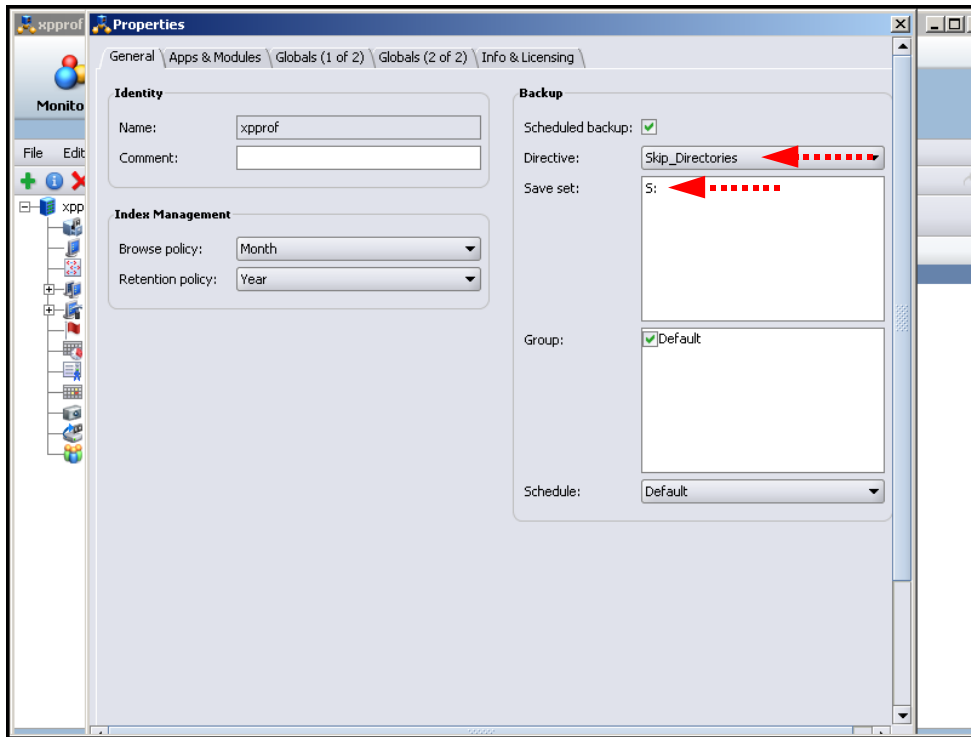 xpprof
Properties
Monito
File Edit
xpp
General Apps & Modules Globals (1 of 2) Globals (2 of 2) Info & Licensing
Identity
Name: xpprof
Comment:
Index Management
Browse policy: Month
Retention policy: Year
Backup
Scheduled backup:
Directive: Skip_Directories
Save set: S:
Group: Default
Schedule: Default